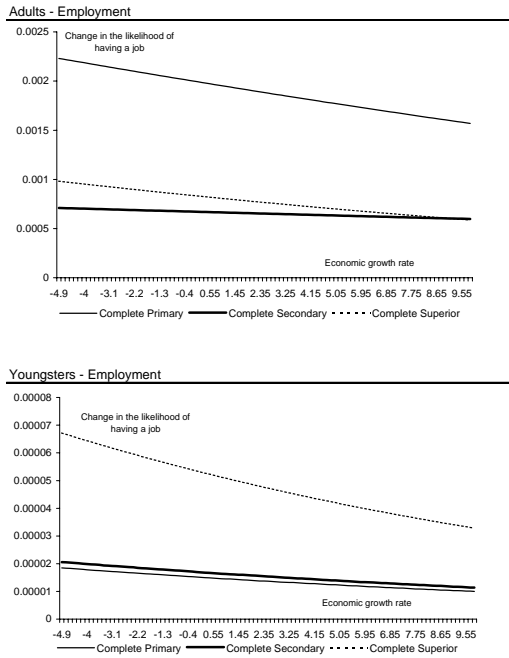 Adults - Employment
Change in the likelihood of
having a job
0.0025
0.002
0.0015
0.001
0.0005
0
Economic growth rate
-4.9 -4 -3.1 -2.2 -1.3 -0.4 0.55 1.45 2.35 3.25 4.15 5.05 5.95 6.85 7.75 8.65 9.55
Complete Primary Complete Secondary Complete Superior
Youngsters - Employment
0.00008
Change in the likelihood of
having a job
0.00007
0.00006
0.00005
0.00004
0.00003
0.00002
0.00001
0
Economic growth rate
-4.9 -4 -3.1 -2.2 -1.3 -0.4 0.55 1.45 2.35 3.25 4.15 5.05 5.95 6.85 7.75 8.65 9.55
Complete Primary Complete Secondary Complete Superior